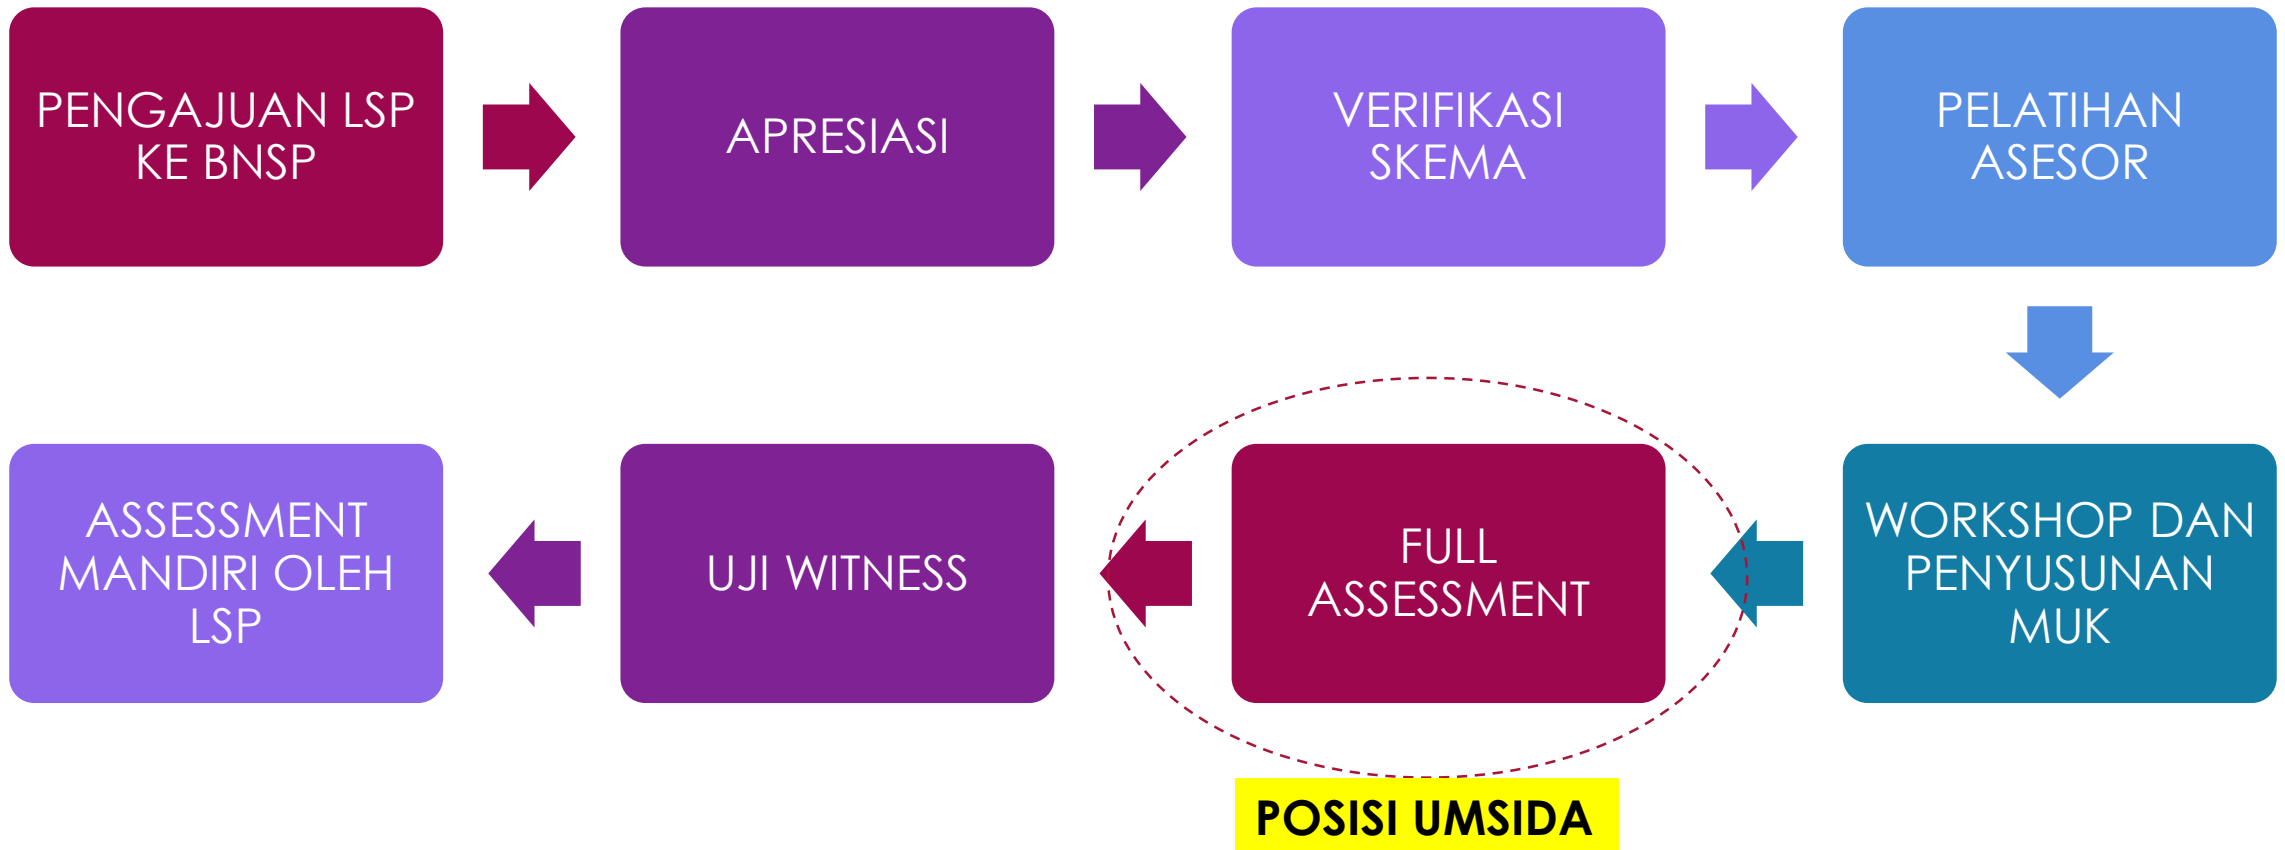 PENGAJUAN LSP
KE BNSP
APRESIASI
VERIFIKASI
SKEMA
PELATIHAN
ASESOR
WORKSHOP DAN
PENYUSUNAN
MUK
FULL
ASSESSMENT
UJI WITNESS
ASSESSMENT
MANDIRI OLEH
LSP
POSISI UMSIDA